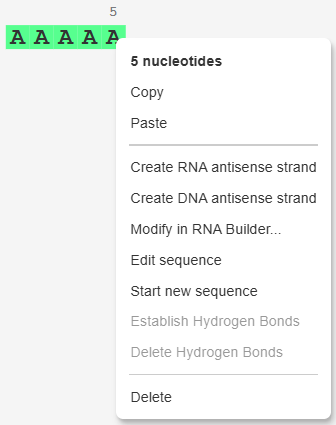 5
A A A A A
5 nucleotides
Copy
Paste
Create RNA antisense strand
Create DNA antisense strand
Modify in RNA Builder...
Edit sequence
Start new sequence
Establish Hydrogen Bonds
Delete Hydrogen Bonds
Delete